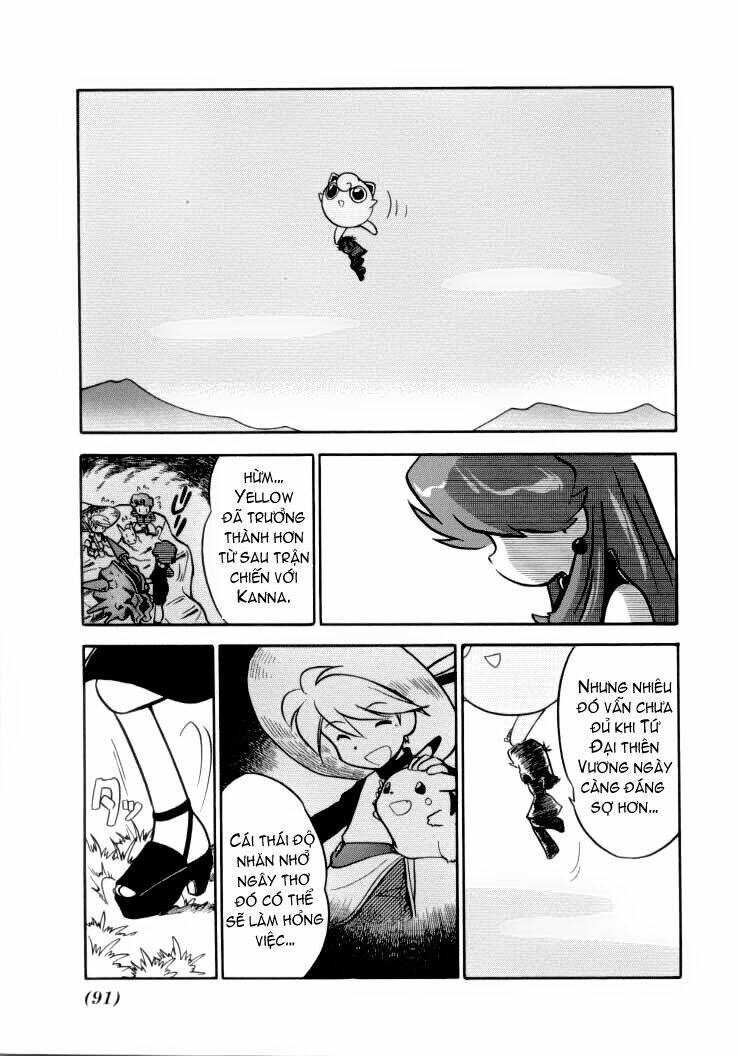 HỪM...
YELLOW
ĐÃ TRƯỞNG
THÀNH HƠN
TỪ SAU TRẬN
CHIẾN VỚI
KANNA.
NHƯNG NHIÊU
ĐÓ VẪN CHƯA
ĐỦ KHI TỨ
ĐẠI THIÊN
VƯƠNG NGÀY
CÀNG ĐÁNG
SỢ HƠN...
CÁI THÁI ĐỘ
NHĂN NHỞ
NGÂY THƠ
ĐÓ CÓ THỂ
SẼ LÀM HỎNG
VIỆC...
(91)